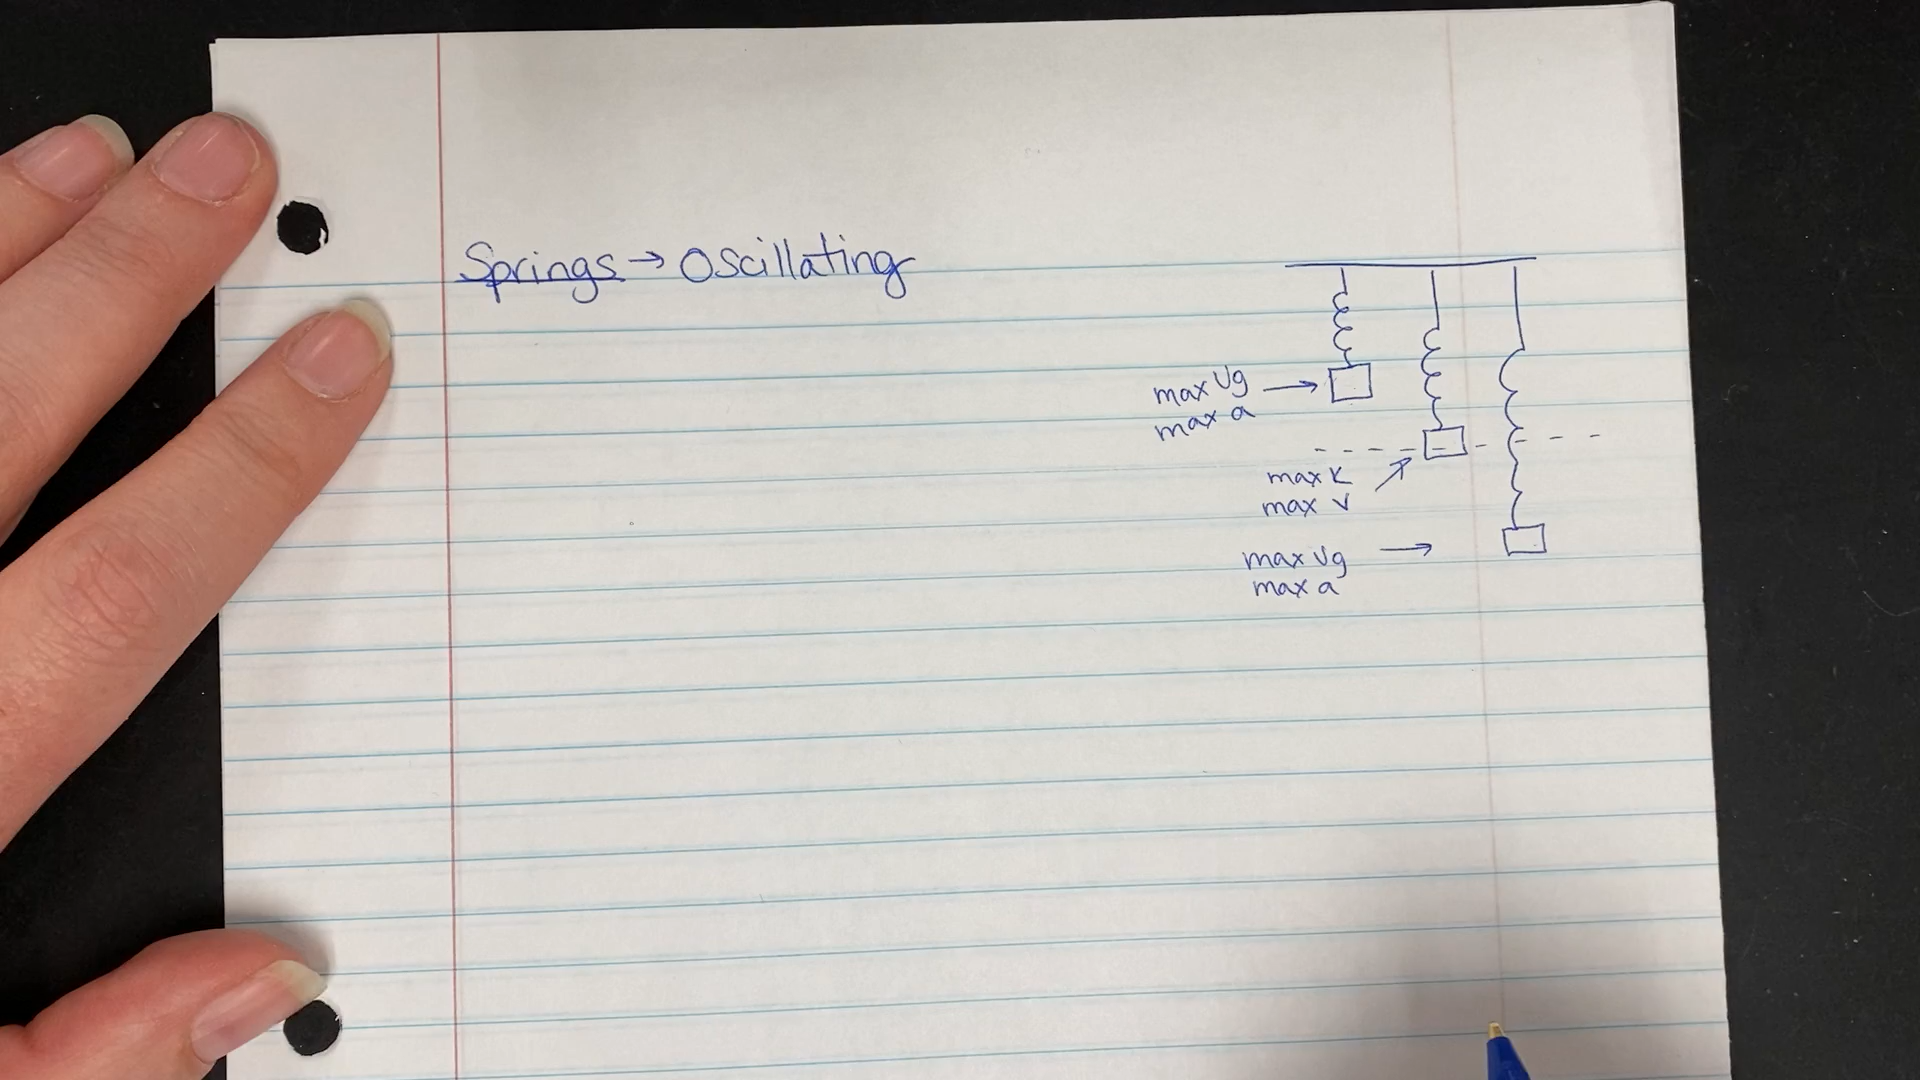 Springs → Oscillating
max Ug →
max a
max K
max v
max Ug →
max a